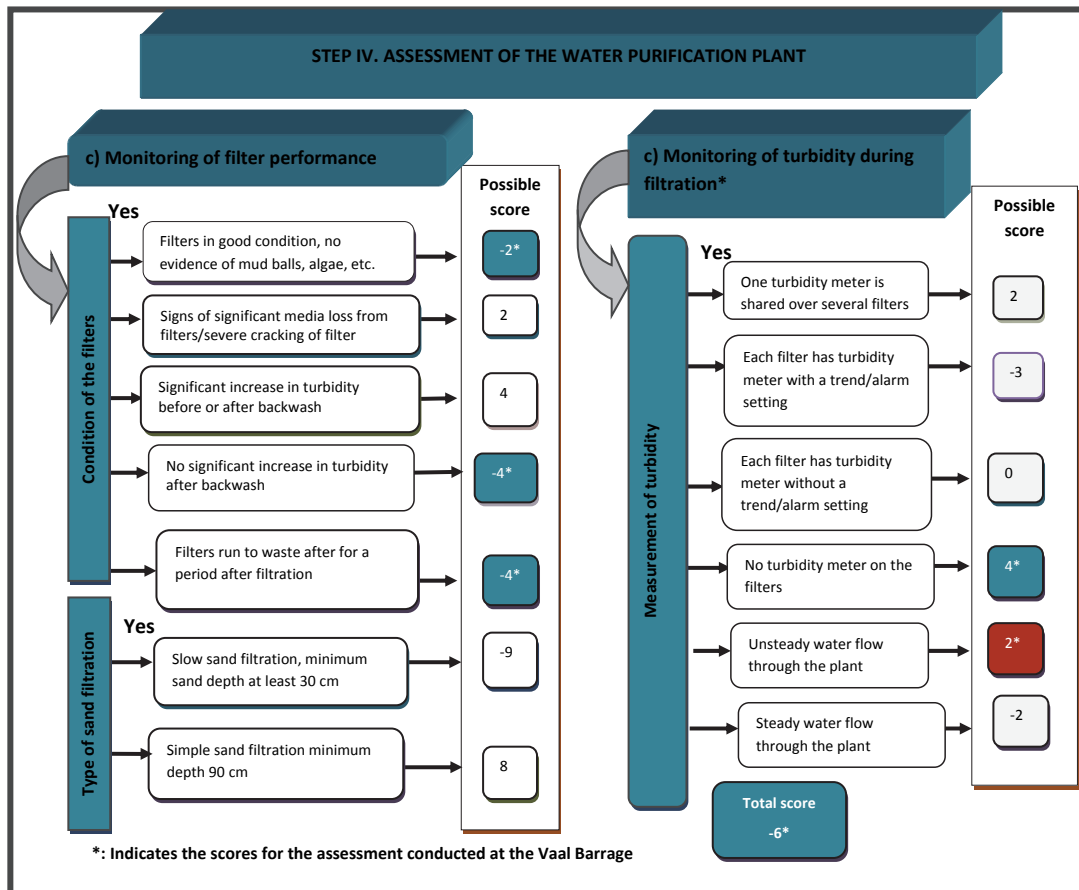 STEP IV. ASSESSMENT OF THE WATER PURIFICATION PLANT
c) Monitoring of filter performance
Possible
score
Yes
Condition of the filters
Filters in good condition, no
evidence of mud balls, algae, etc.
-2*
Signs of significant media loss from
filters/severe cracking of filter
2
Significant increase in turbidity
before or after backwash
4
No significant increase in turbidity
after backwash
-4*
Filters run to waste after for a
period after filtration
-4*
Yes
Type of sand filtration
Slow sand filtration, minimum
sand depth at least 30 cm
-9
Simple sand filtration minimum
depth 90 cm
8
c) Monitoring of turbidity during
filtration*
Possible
score
Yes
Measurement of turbidity
One turbidity meter is
shared over several filters
2
Each filter has turbidity
meter with a trend/alarm
setting
-3
Each filter has turbidity
meter without a
trend/alarm setting
0
No turbidity meter on the
filters
4*
Unsteady water flow
through the plant
2*
Steady water flow
through the plant
-2
Total score
-6*
*: Indicates the scores for the assessment conducted at the Vaal Barrage